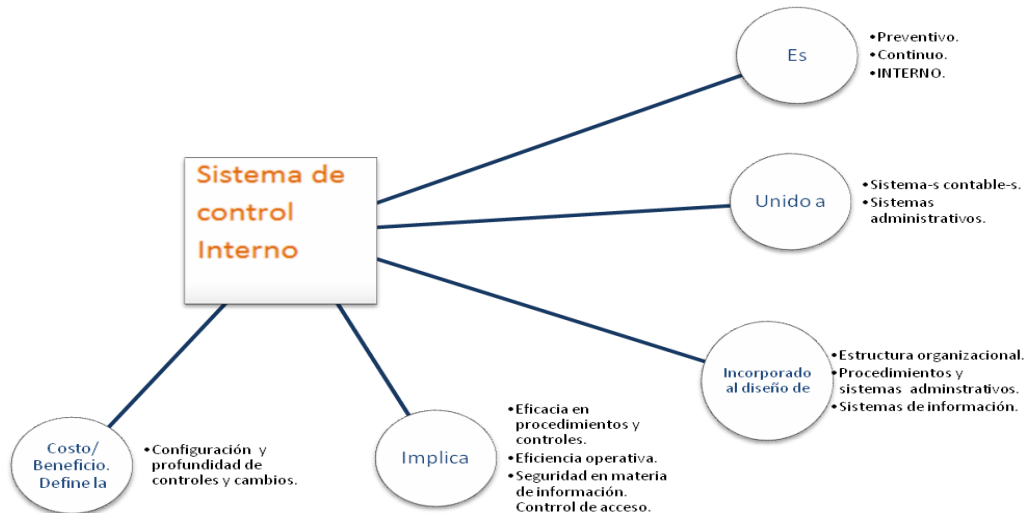 Sistema de
control
Interno
Es
•Preventivo.
•Continuo.
•INTERNO.
Unido a
•Sistema-s contable-s.
•Sistemas
administrativos.
Incorporado
al diseño de
•Estructura organizacional.
•Procedimientos y
sistemas adminstrativos.
•Sistemas de información.
Implica
•Eficacia en
procedimientos y
controles.
•Eficiencia operativa.
•Seguridad en materia
de información.
Contrrol de acceso.
Costo/
Beneficio.
Define la
•Configuración y
profundidad de
controles y cambios.